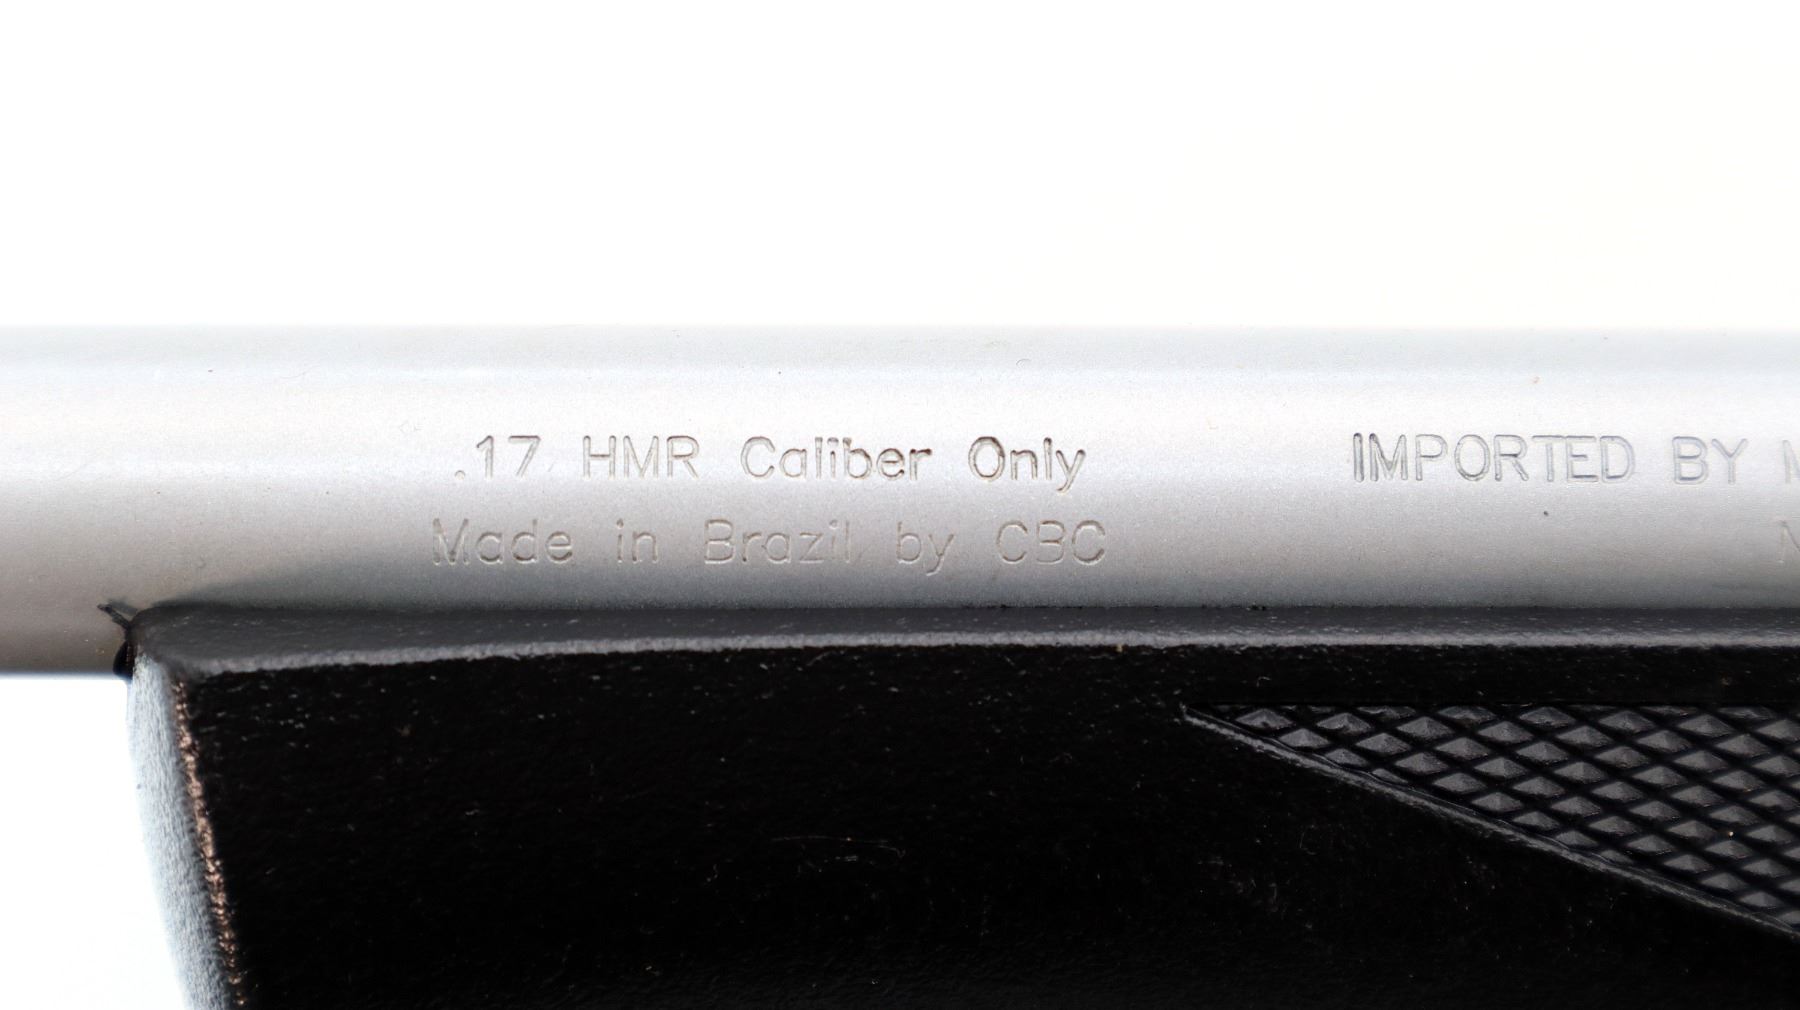 .17 HMR Caliber Only IMPORTED BY
Made in Brazil by CBC